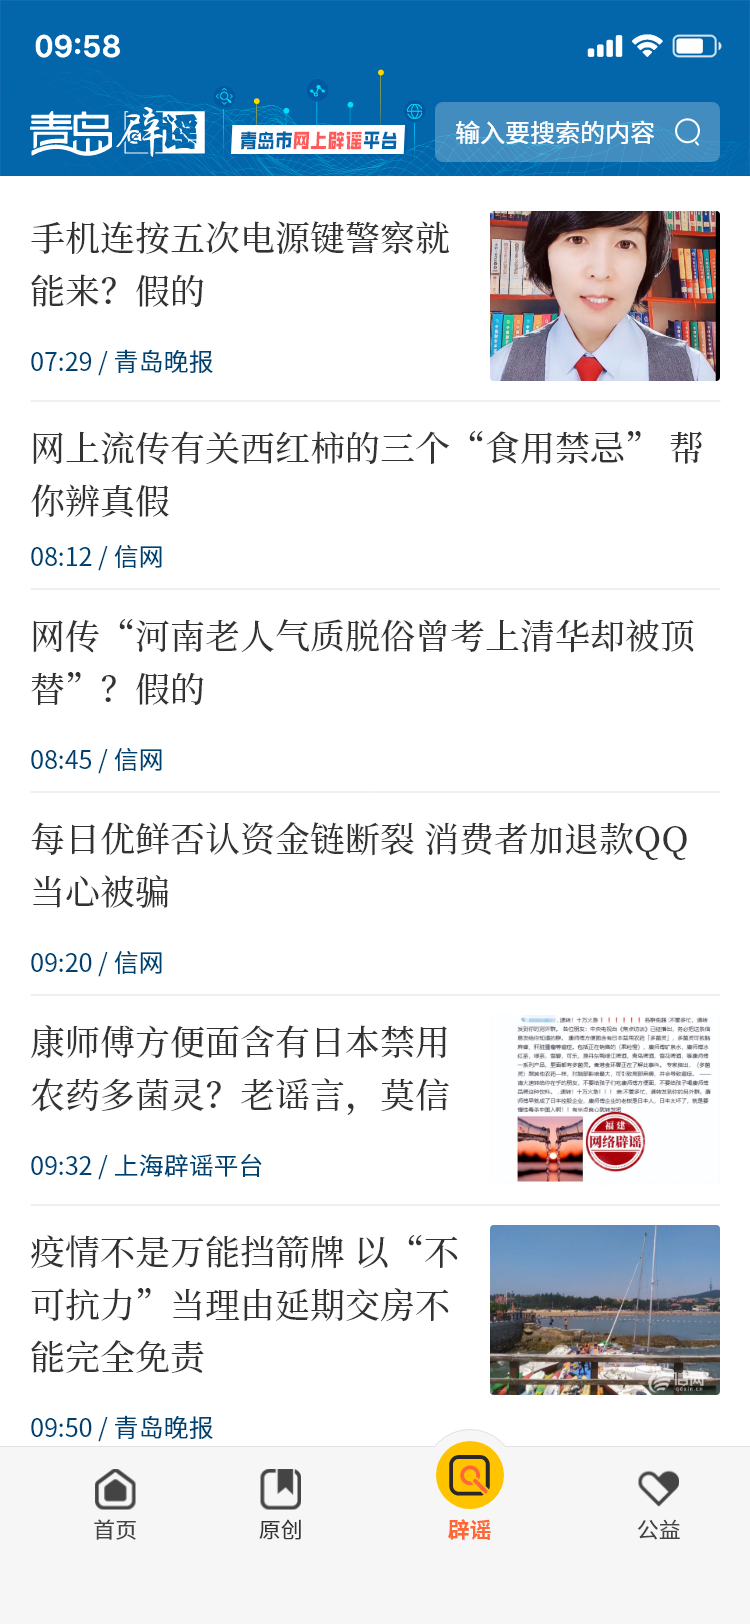 09:58
青岛辟谣
青岛市网上辟谣平台
输入要搜索的内容
手机连按五次电源键警察就
能来？假的
07:29 / 青岛晚报
网上流传有关西红柿的三个“食用禁忌” 帮
你辨真假
08:12 / 信网
网传“河南老人气质脱俗曾考上清华却被顶
替”？假的
08:45 / 信网
每日优鲜否认资金链断裂 消费者加退款QQ
当心被骗
09:20 / 信网
康师傅方便面含有日本禁用
农药多菌灵？老谣言，莫信
09:32 / 上海辟谣平台
福建
网络辟谣
疫情不是万能挡箭牌 以“不
可抗力”当理由延期交房不
能完全免责
信网
09:50 / 青岛晚报
首页
原创
辟谣
公益